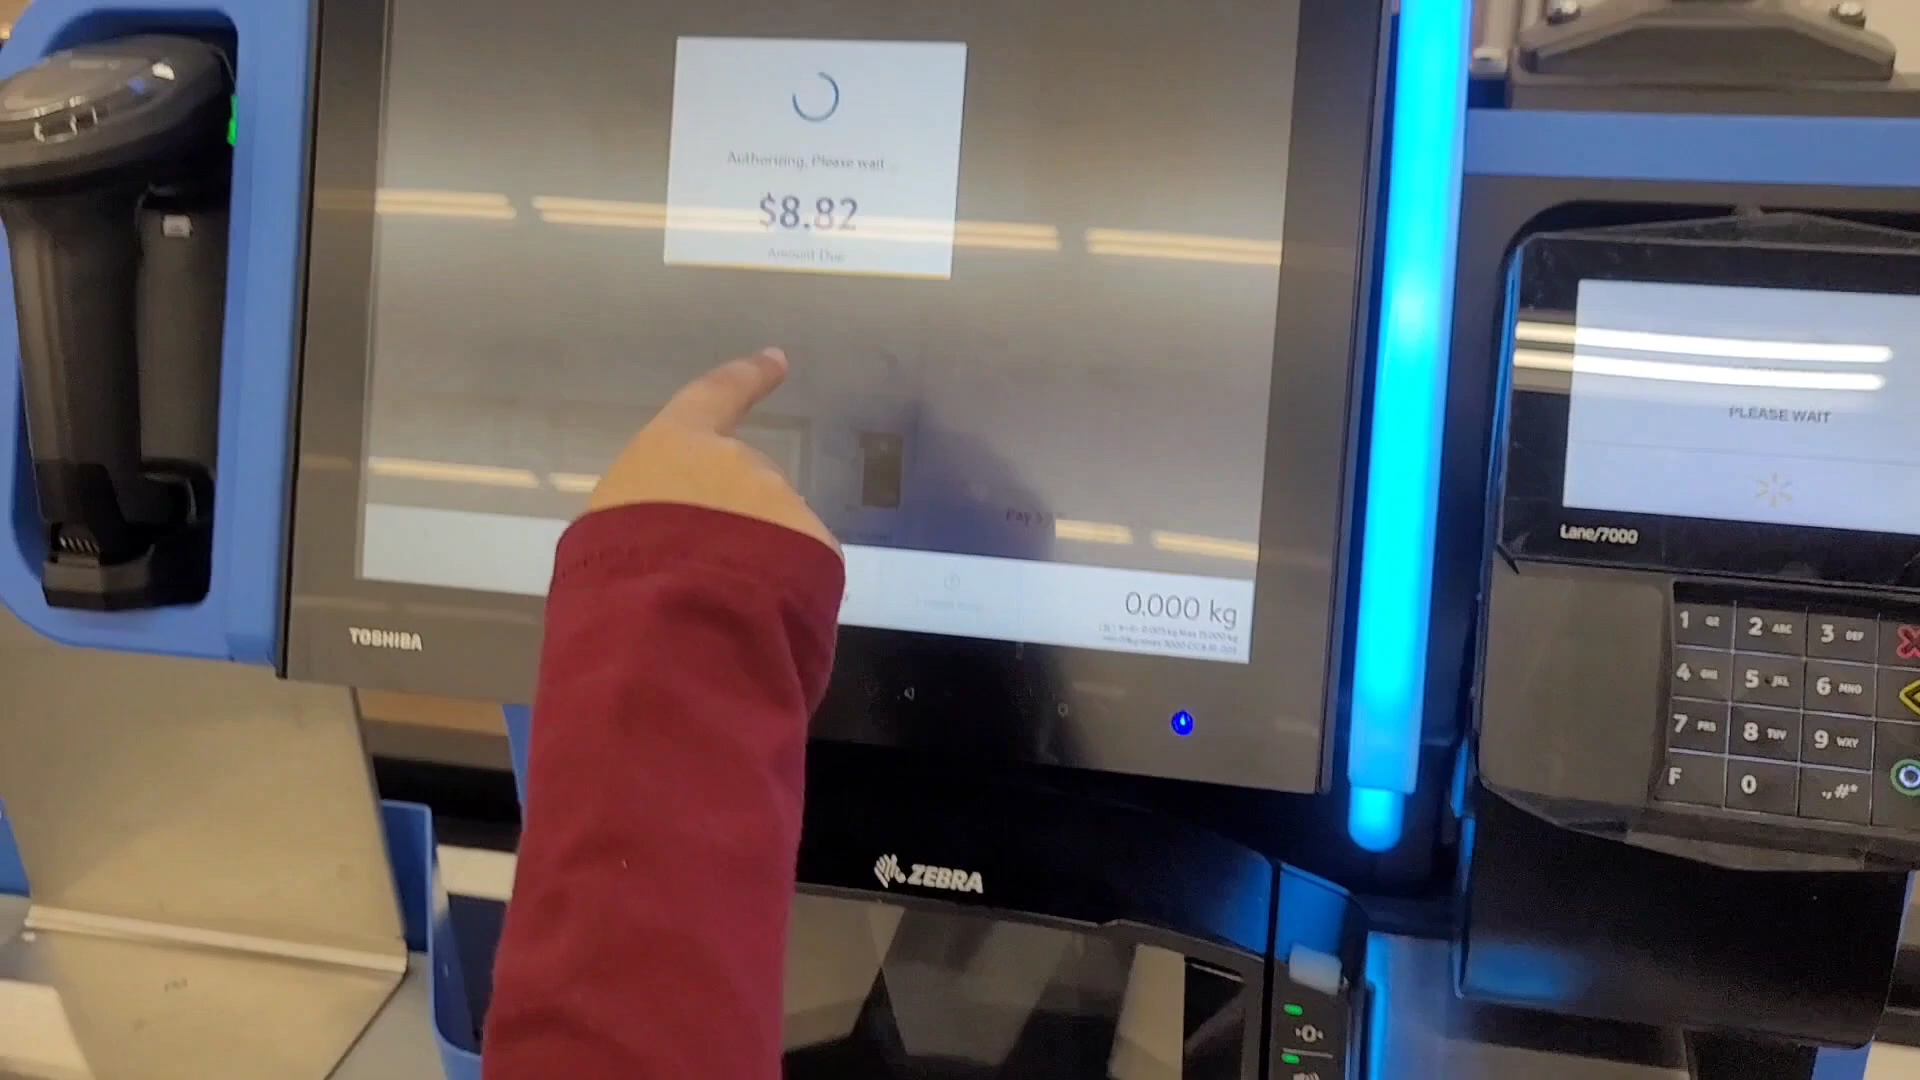 Authorizing, Please wait ...
$8.82
Amount Due
Pay
0.000 kg
TOSHIBA
ZEBRA
PLEASE WAIT
Lane/7000
1 QZ 2 ABC 3 DEF
4 GHI 5 JKL 6 MNO
7 PRS 8 TUV 9 WXY
F 0 .,#*
0